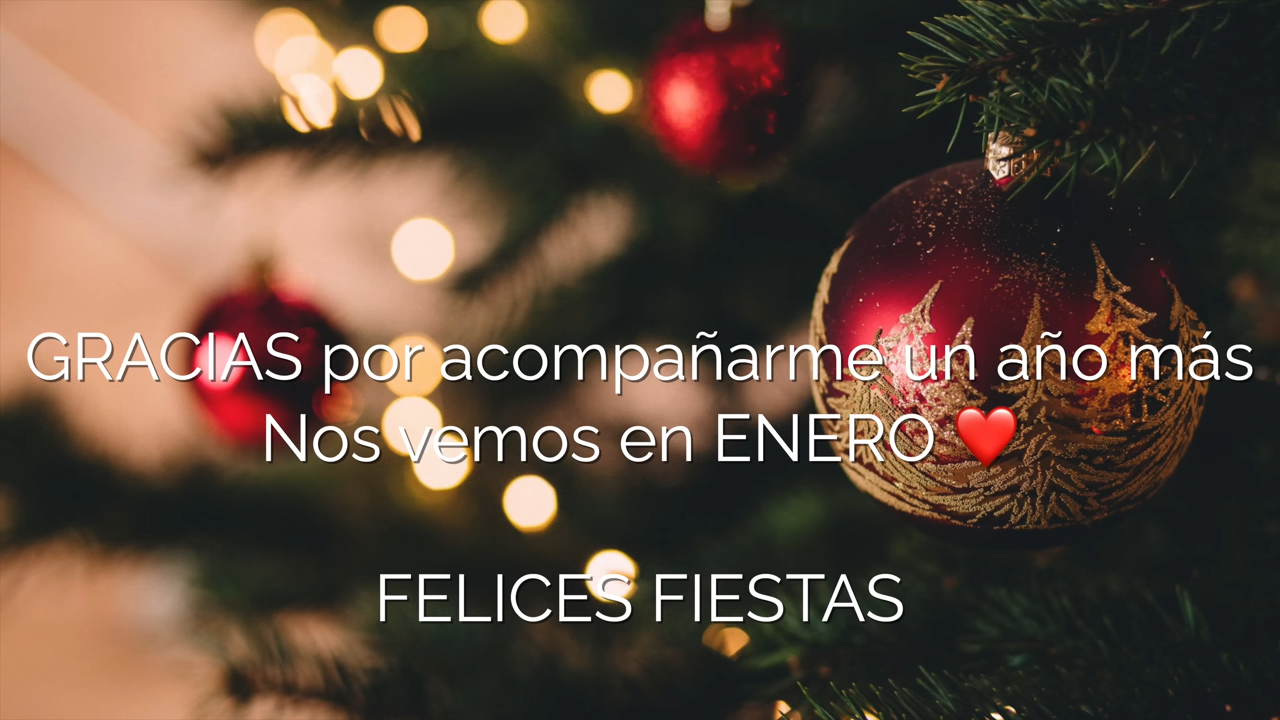 GRACIAS por acompañarme un año más
Nos vemos en ENERO ❤️
FELICES FIESTAS